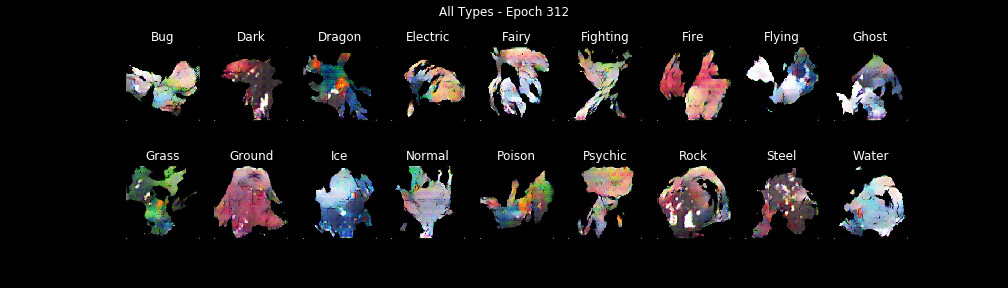 All Types - Epoch 312
Bug Dark Dragon Electric Fairy Fighting Fire Flying Ghost
Grass Ground Ice Normal Poison Psychic Rock Steel Water